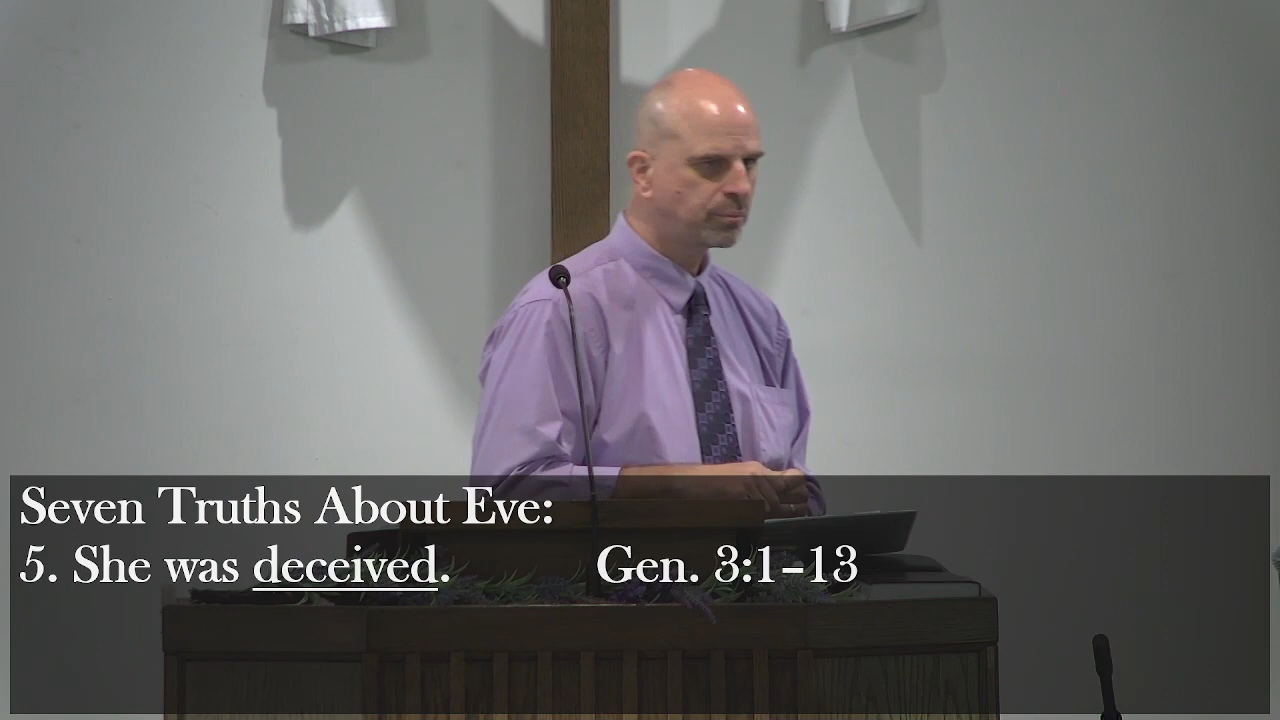 Seven Truths About Eve:
5. She was deceived. Gen. 3:1-13